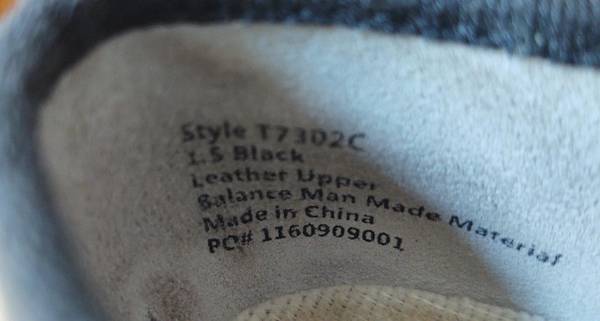 Style T7302C
1.5 Black
Leather Upper
Balance Man Made Material
Made in China
PO# 1160909001